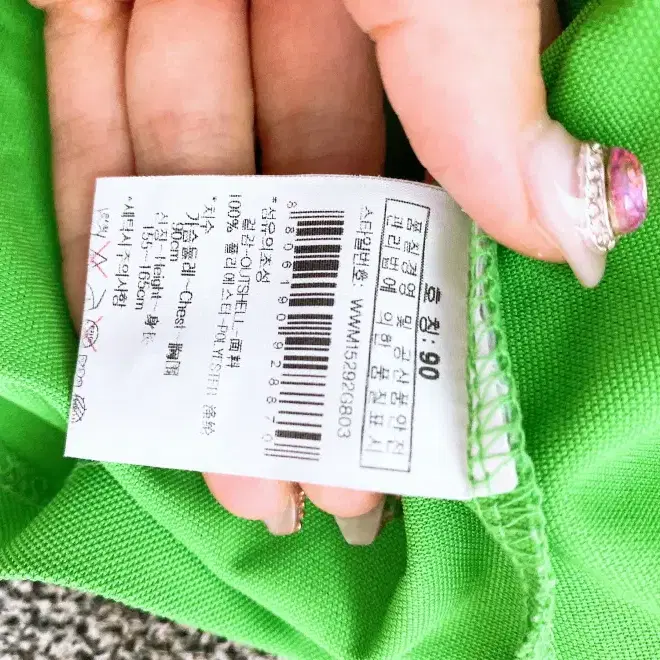 호칭: 90
품질경영 및 공산품안전
관리법에 의한 품질표시
스타일번호: WWM15292G803
8806190928870
*섬유의조성
겉감-OUTSHELL-面料
100% 폴리에스터-POLYESTER
*치수
가슴둘레-Chest-胸围
90cm
신장-Height-身长
155~165cm
*세탁시주의사항